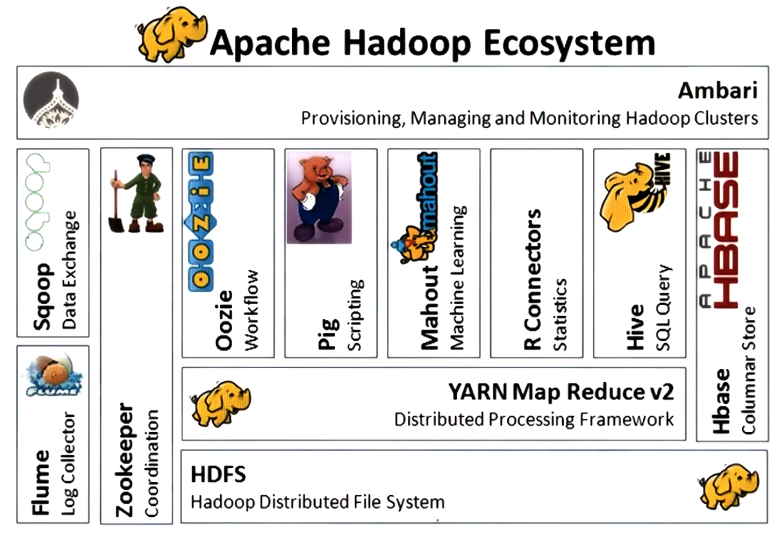 Apache Hadoop Ecosystem
Ambari
Provisioning, Managing and Monitoring Hadoop Clusters
sqoop
Sqoop
Data Exchange
FLUME
Flume
Log Collector
Zookeeper
Coordination
OOZIE
Oozie
Workflow
Pig
Scripting
mahout
Mahout
Machine Learning
R Connectors
Statistics
HIVE
Hive
SQL Query
APACHE
HBASE
Hbase
Columnar Store
YARN Map Reduce v2
Distributed Processing Framework
HDFS
Hadoop Distributed File System